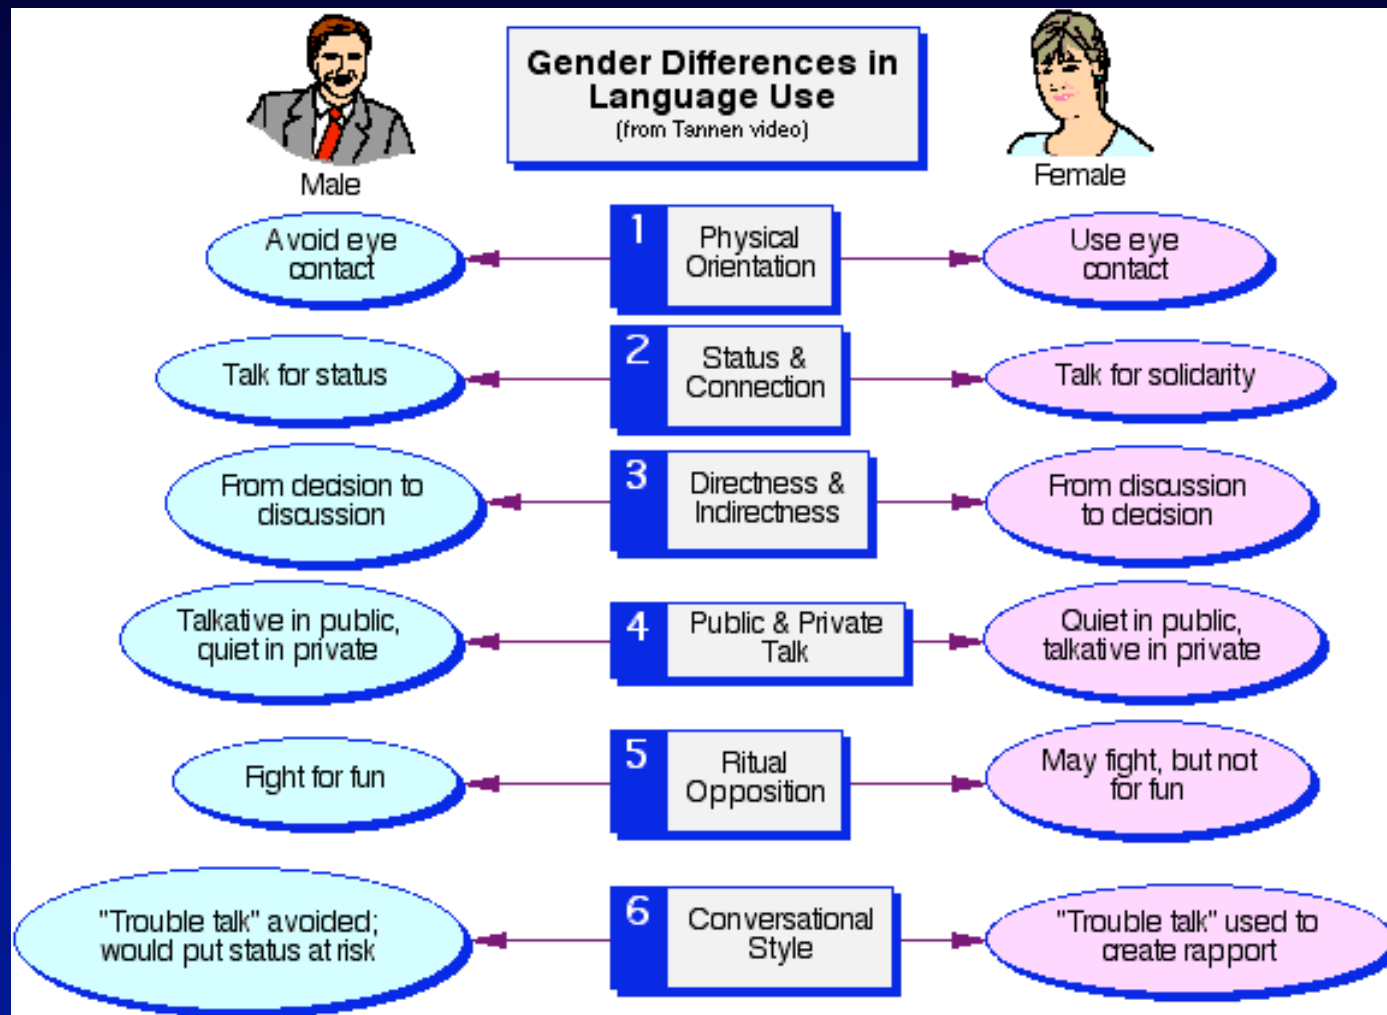 Gender Differences in
Language Use
(from Tannen video)
Male
Female
Avoid eye
contact
1
Physical
Orientation
Use eye
contact
Talk for status
2
Status &
Connection
Talk for solidarity
From decision to
discussion
3
Directness &
Indirectness
From discussion
to decision
Talkative in public,
quiet in private
4
Public & Private
Talk
Quiet in public,
talkative in private
Fight for fun
5
Ritual
Opposition
May fight, but not
for fun
"Trouble talk" avoided;
would put status at risk
6
Conversational
Style
"Trouble talk" used to
create rapport